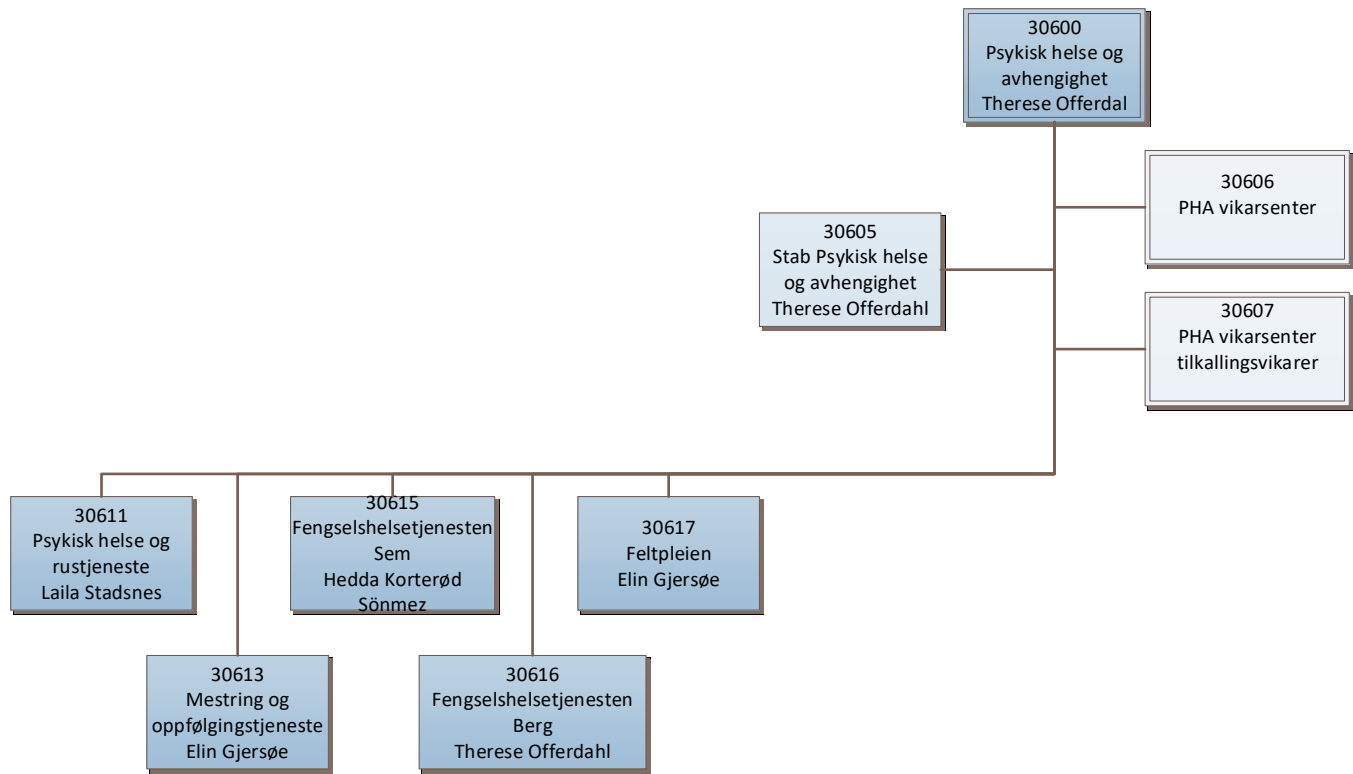 30600
Psykisk helse og
avhengighet
Therese Offerdal
30606
PHA vikarsenter
30605
Stab Psykisk helse
og avhengighet
Therese Offerdahl
30607
PHA vikarsenter
tilkallingsvikarer
30611
Psykisk helse og
rustjeneste
Laila Stadsnes
30615
Fengselshelsetjenesten
Sem
Hedda Korterød
Sönmez
30617
Feltpleien
Elin Gjersøe
30613
Mestring og
oppfølgingstjeneste
Elin Gjersøe
30616
Fengselshelsetjenesten
Berg
Therese Offerdahl